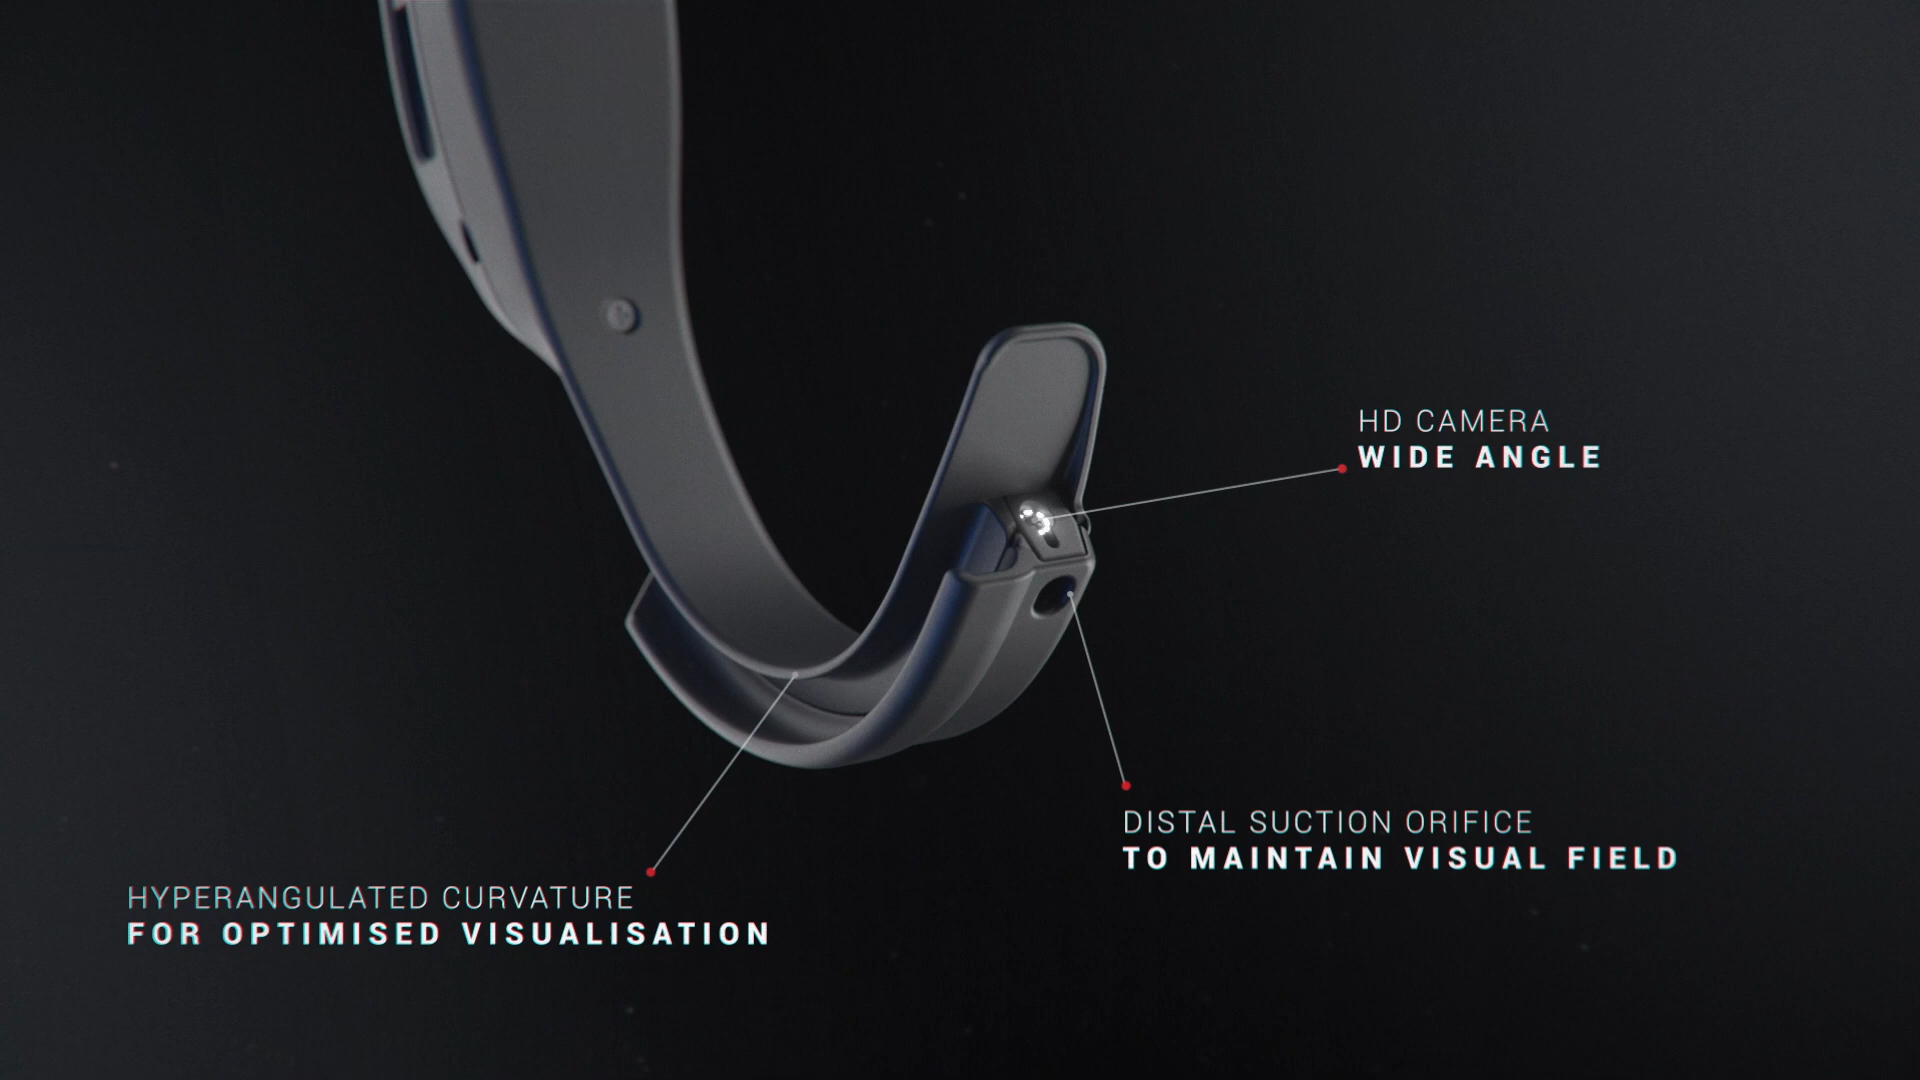 HD CAMERA
WIDE ANGLE
DISTAL SUCTION ORIFICE
TO MAINTAIN VISUAL FIELD
HYPERANGULATED CURVATURE
FOR OPTIMISED VISUALISATION